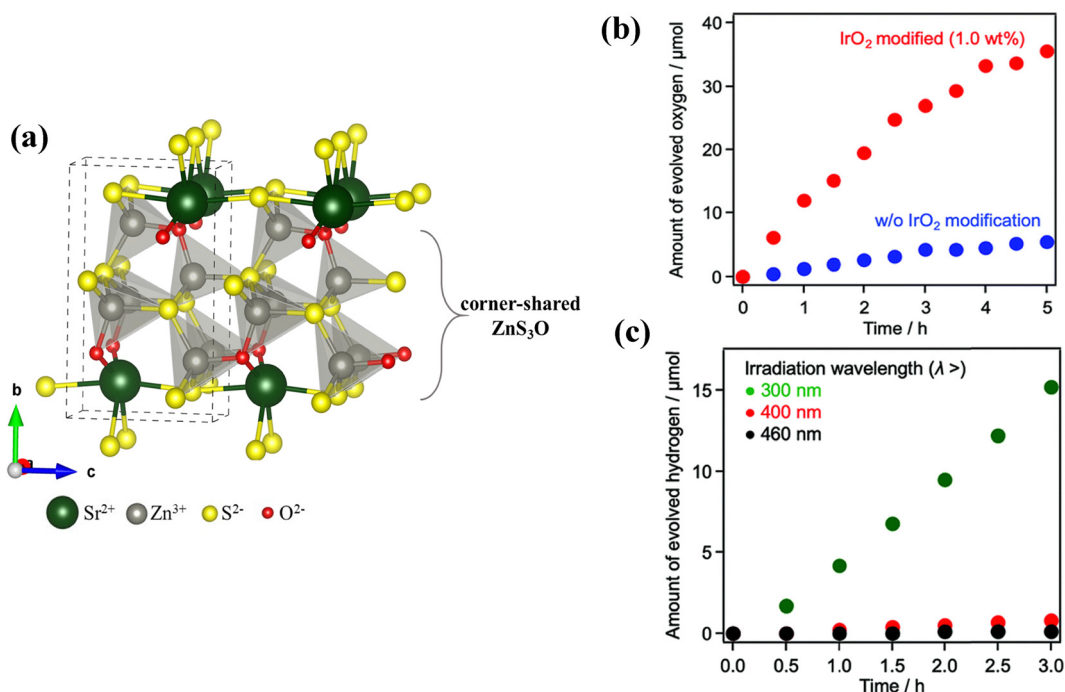 (a)
corner-shared
ZnS₃O
b
a
c
Sr²⁺
Zn³⁺
S²⁻
O²⁻
(b)
Amount of evolved oxygen / µmol
40
30
20
10
0
IrO₂ modified (1.0 wt%)
w/o IrO₂ modification
0
1
2
3
4
5
Time / h
(c)
Amount of evolved hydrogen / µmol
15
10
5
0
Irradiation wavelength (λ >)
300 nm
400 nm
460 nm
0.0
0.5
1.0
1.5
2.0
2.5
3.0
Time / h